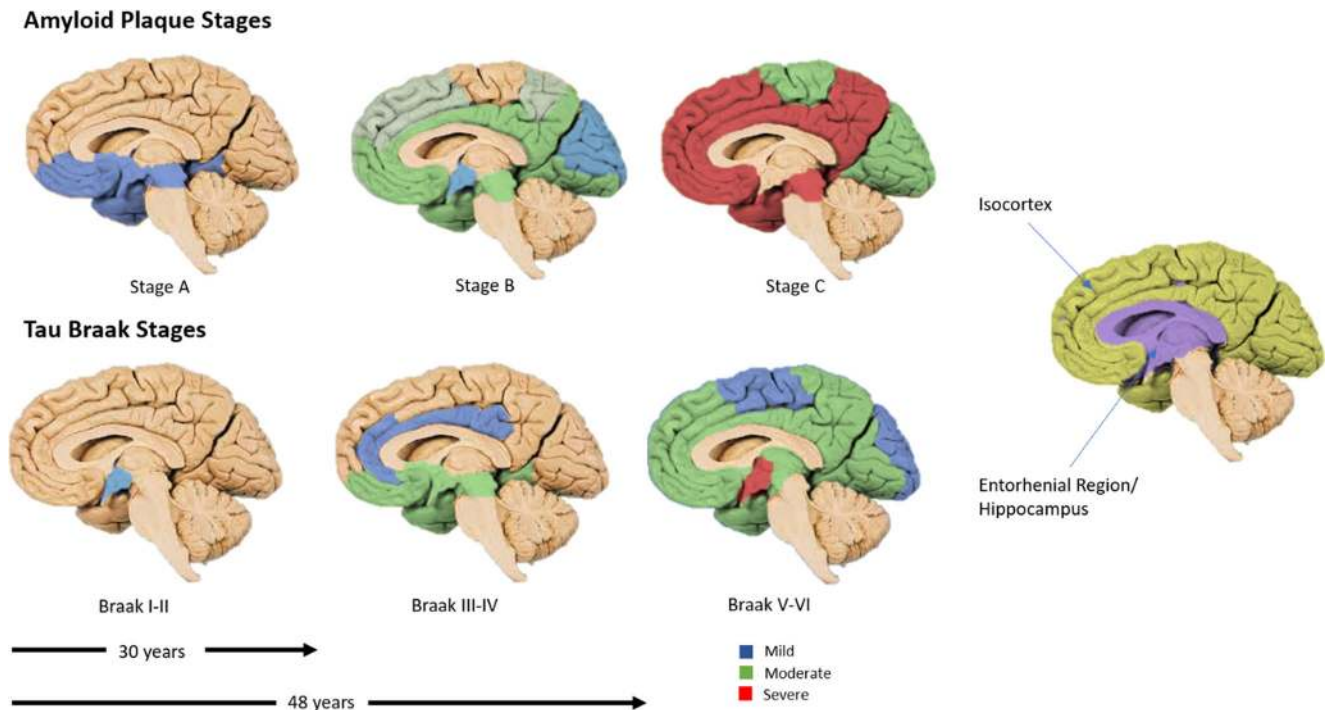 Amyloid Plaque Stages
Stage A
Stage B
Stage C
Tau Braak Stages
Braak I-II
Braak III-IV
Braak V-VI
30 years
48 years
Mild
Moderate
Severe
Isocortex
Entorhenial Region/
Hippocampus